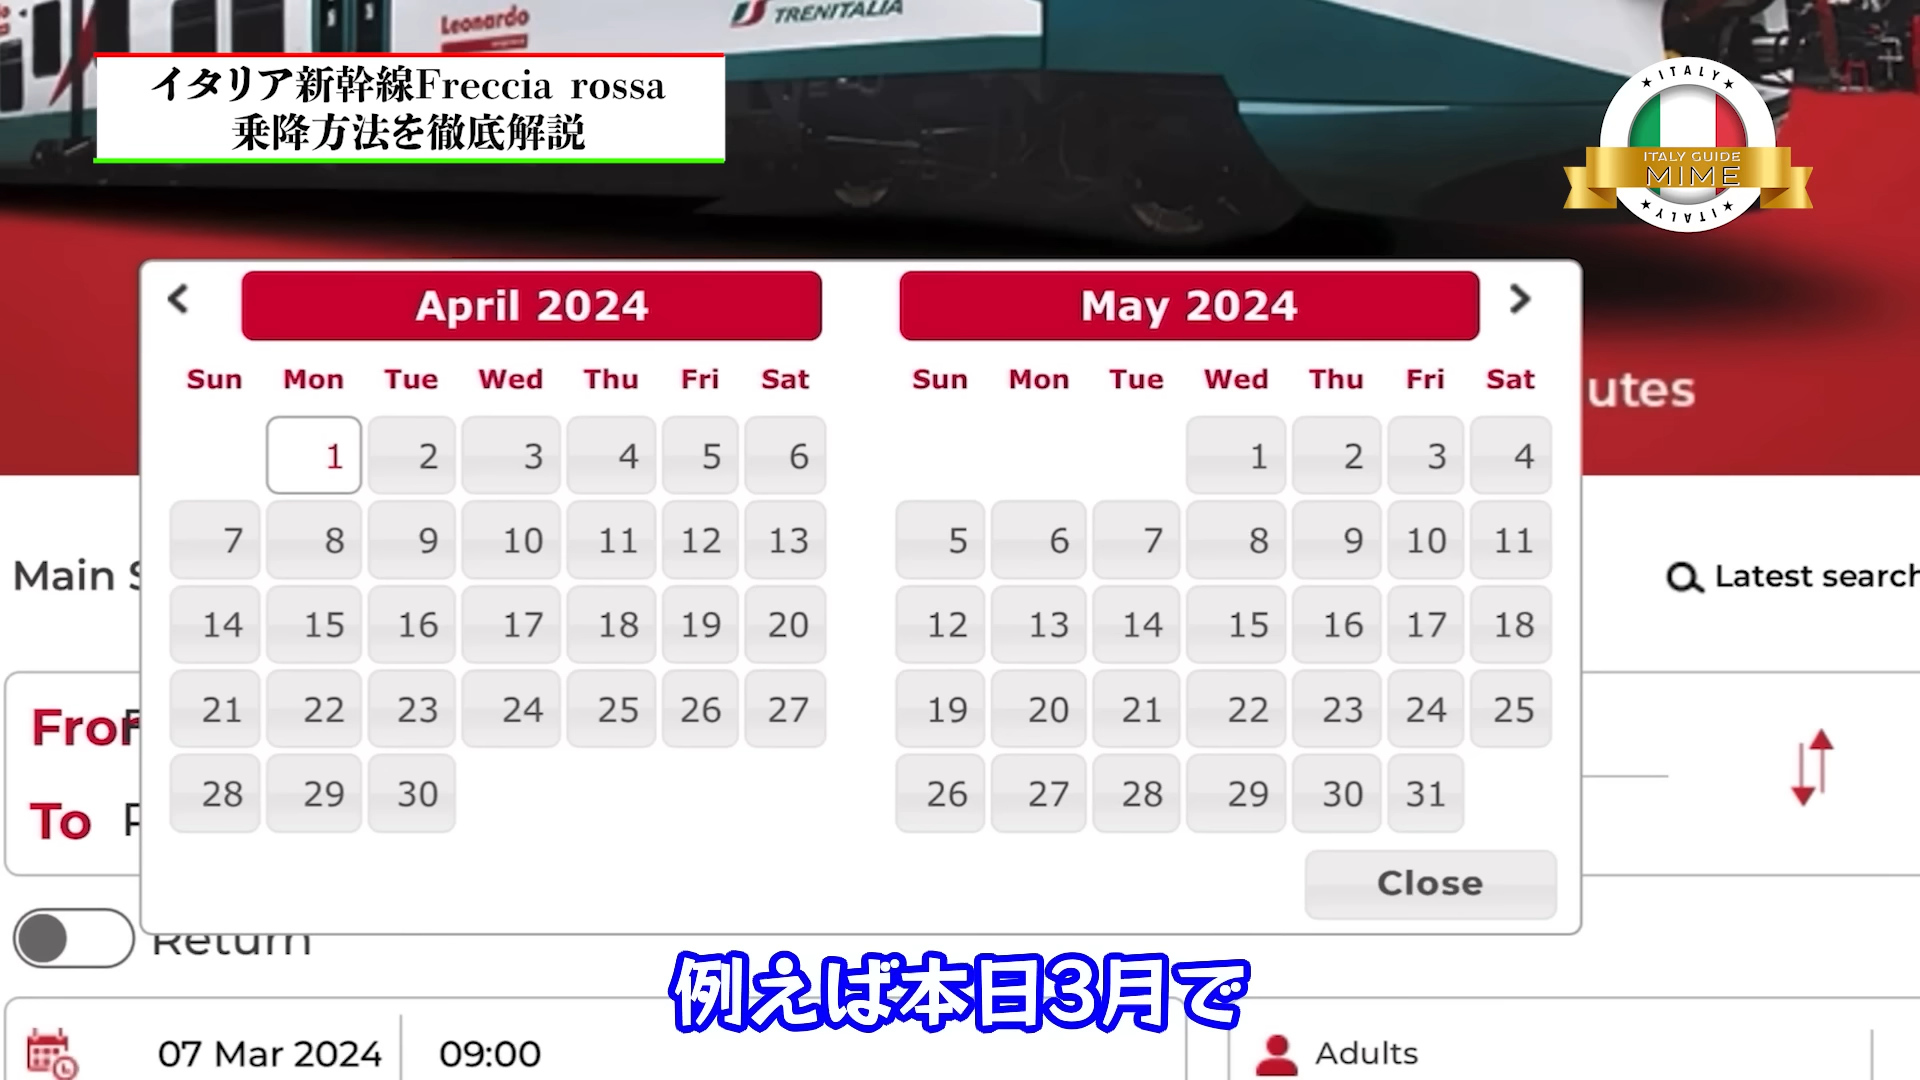 Leonardo
TRENITALIA
イタリア新幹線Freccia rossa
乗降方法を徹底解説
ITALY
ITALY GUIDE
MIME
ITALY
April 2024
May 2024
Sun Mon Tue Wed Thu Fri Sat
Sun Mon Tue Wed Thu Fri Sat
1 2 3 4 5 6
1 2 3 4
7 8 9 10 11 12 13
5 6 7 8 9 10 11
14 15 16 17 18 19 20
12 13 14 15 16 17 18
21 22 23 24 25 26 27
19 20 21 22 23 24 25
28 29 30
26 27 28 29 30 31
Close
utes
Main S
Latest search
From
To
Return
例えば本日3月で
07 Mar 2024 09:00
Adults